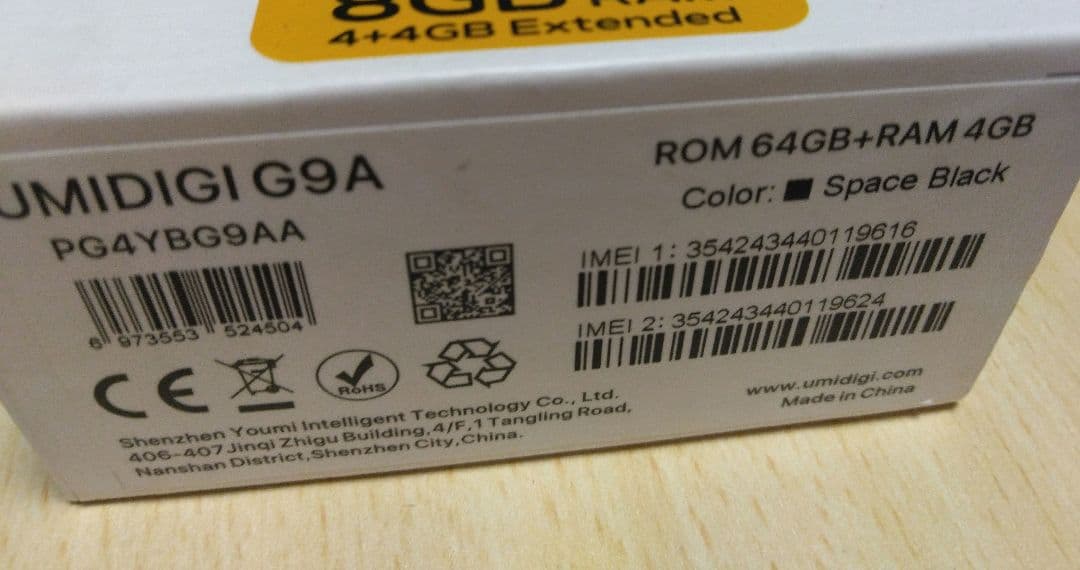 8GB RAM
4+4GB Extended
UMIDIGI G9A
PG4YBG9AA
6 973553 524504
CE
RoHS
Shenzhen Youmi Intelligent Technology Co., Ltd.
406-407 Jinqi Zhigu Building,4/F,1 Tangling Road,
Nanshan District,Shenzhen City,China.
ROM 64GB+RAM 4GB
Color: Space Black
IMEI 1: 354243440119616
IMEI 2: 354243440119624
www.umidigi.com
Made in China